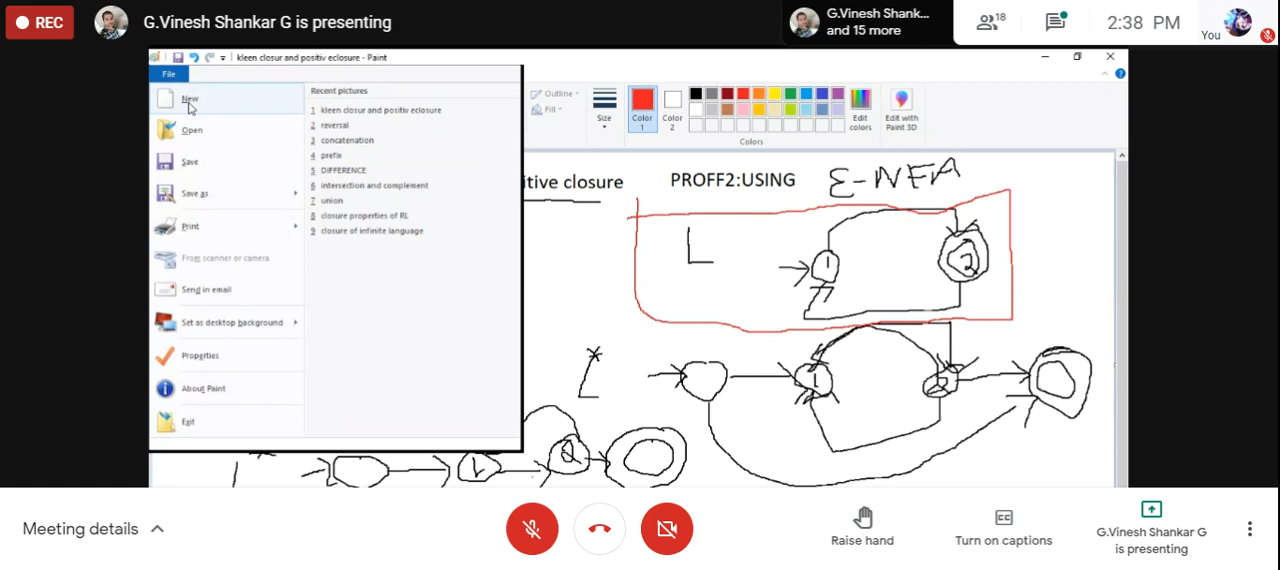 REC
G.Vinesh Shankar G is presenting
G.Vinesh Shank...
and 15 more
18
2:38 PM
You
kleen closur and positiv eclosure - Paint
File
New
Open
Save
Save as
Print
From scanner or camera
Send in email
Set as desktop background
Properties
About Paint
Exit
Recent pictures
1 kleen closur and positiv eclosure
2 reversal
3 concatenation
4 prefix
5 DIFFERENCE
6 intersection and complement
7 union
8 closure properties of RL
9 closure of infinite language
Outline
Fill
Size
Color 1
Color 2
Edit colors
Edit with Paint 3D
Colors
itive closure
PROFF2:USING
ε-NFA
L
1
2
L*
1
2
2
Meeting details
Raise hand
Turn on captions
G.Vinesh Shankar G
is presenting